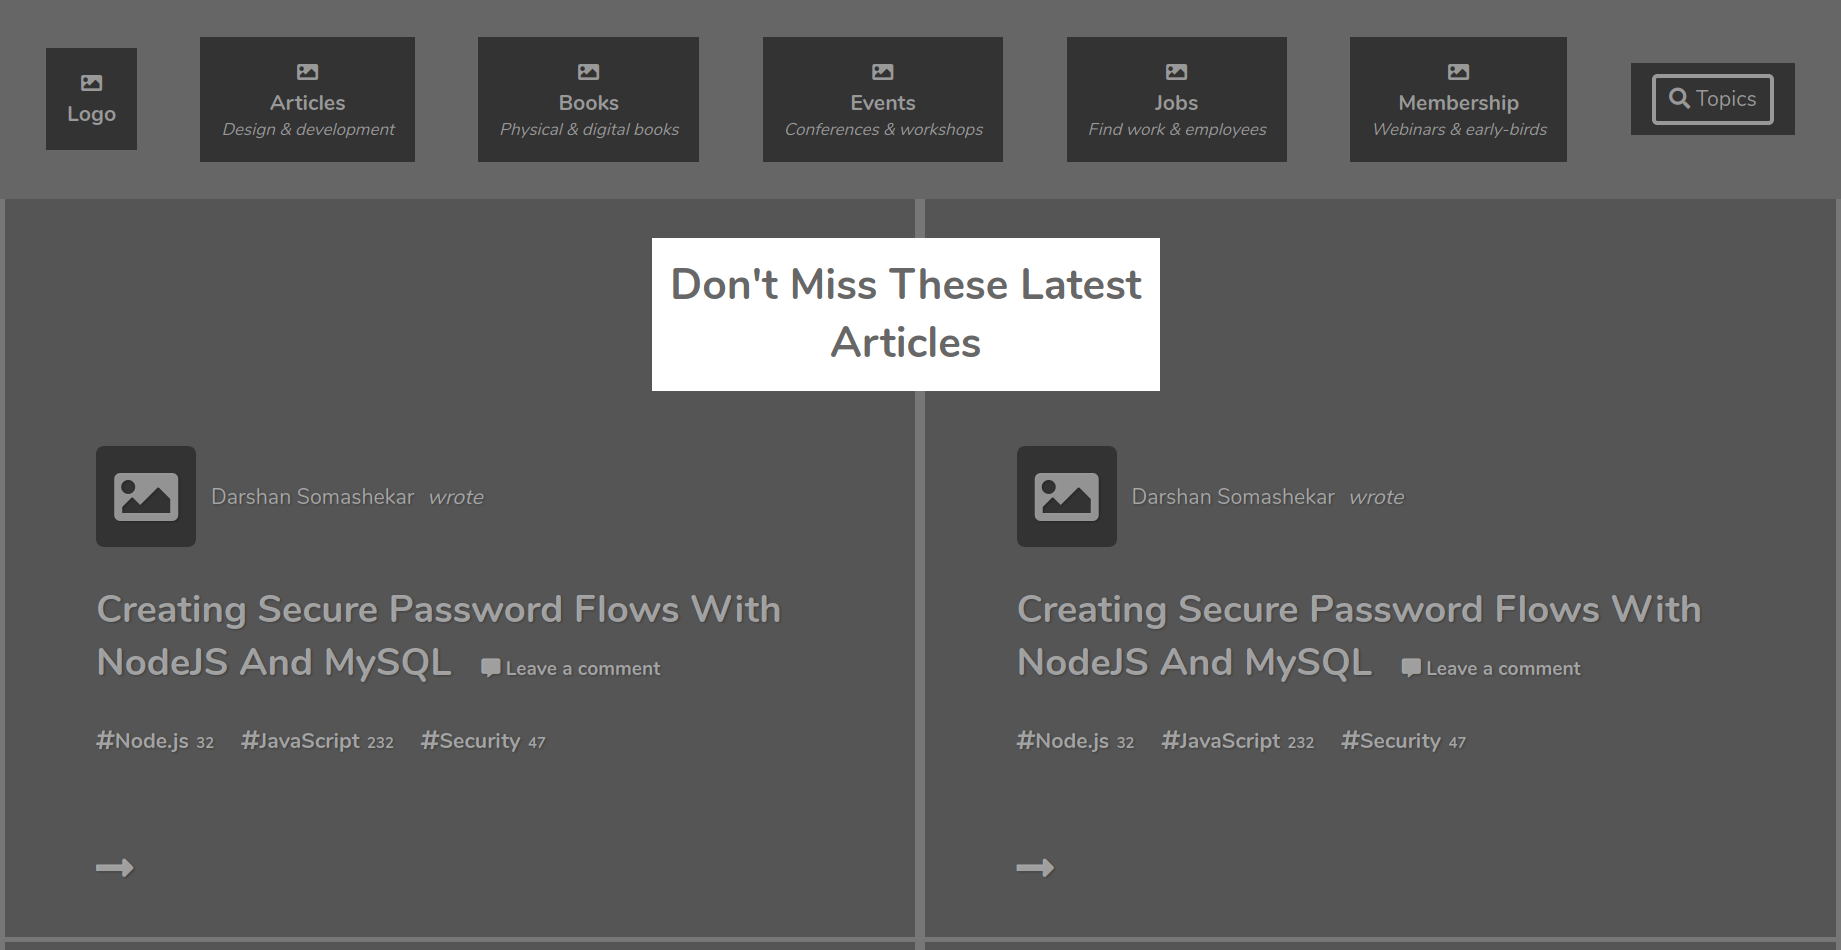 Logo
Articles
Design & development
Books
Physical & digital books
Events
Conferences & workshops
Jobs
Find work & employees
Membership
Webinars & early-birds
Topics
Don't Miss These Latest
Articles
Darshan Somashekar wrote
Creating Secure Password Flows With
NodeJS And MySQL Leave a comment
#Node.js 32 #JavaScript 232 #Security 47
Darshan Somashekar wrote
Creating Secure Password Flows With
NodeJS And MySQL Leave a comment
#Node.js 32 #JavaScript 232 #Security 47